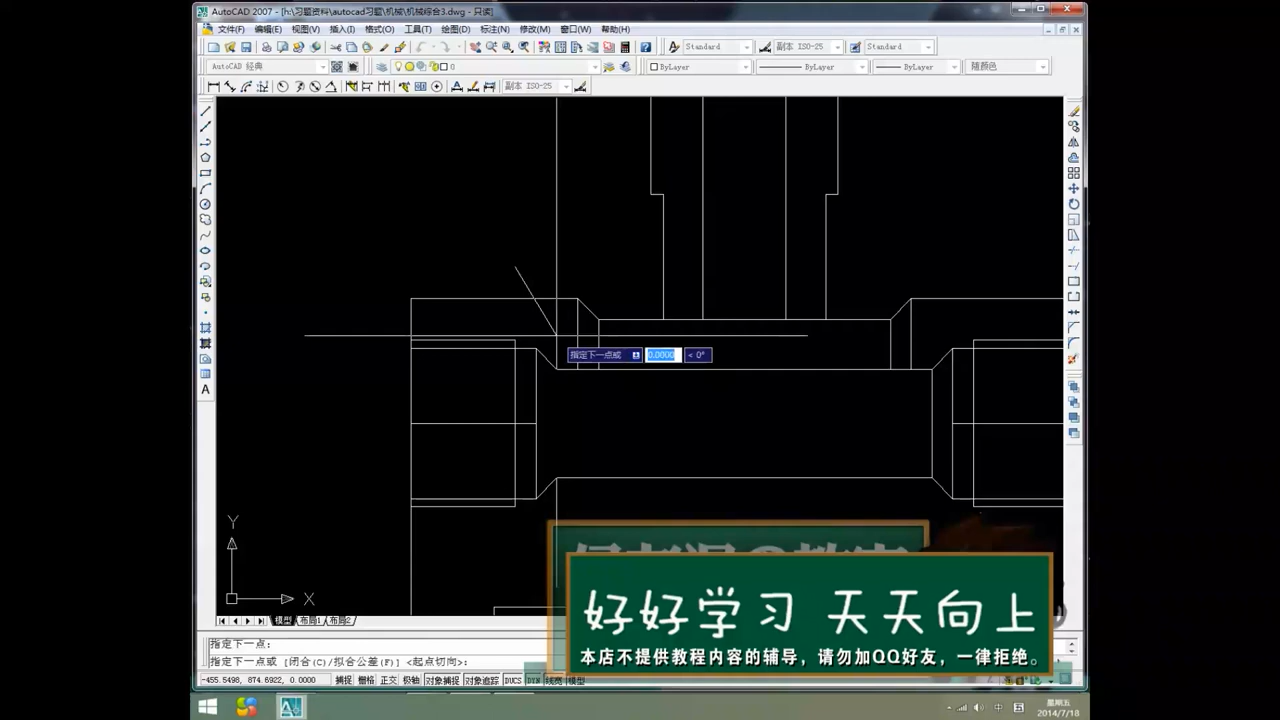 AutoCAD 2007 - [h:\习题资料\autocad习题\机械\机械综合3.dwg - 只读]
文件(F) 编辑(E) 视图(V) 插入(I) 格式(O) 工具(T) 绘图(D) 标注(N) 修改(M) 窗口(W) 帮助(H)
Standard 副本 ISO-25 Standard
AutoCAD 经典 0 ByLayer ByLayer ByLayer 随颜色
副本 ISO-25
指定下一点或 0.0000 < 0°
Y
X
模型 布局1 布局2
好好学习 天天向上
本店不提供教程内容的辅导，请勿加QQ好友，一律拒绝。
指定下一点:
指定下一点或 [闭合(C)/拟合公差(F)] <起点切向>:
-455.5498, 874.6922, 0.0000 捕捉 栅格 正交 极轴 对象捕捉 对象追踪 DUCS DYN 线宽 模型
中 星期五
2014/7/18
A